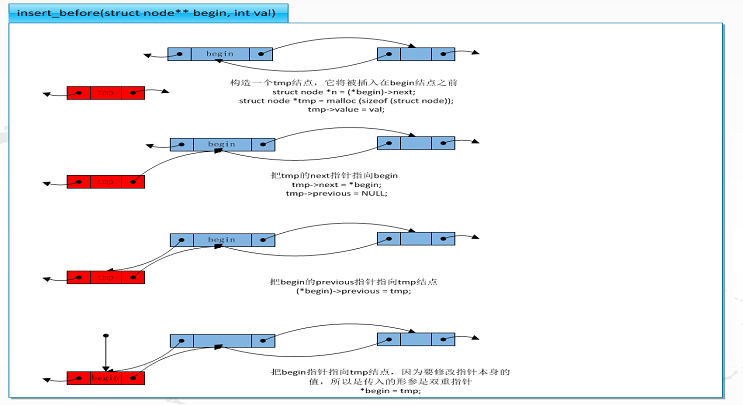 insert_before(struct node** begin, int val)
begin
tmp
构造一个tmp结点，它将被插入在begin结点之前
struct node *n = (*begin)->next;
struct node *tmp = malloc (sizeof (struct node));
tmp->value = val;
begin
tmp
把tmp的next指针指向begin
tmp->next = *begin;
tmp->previous = NULL;
begin
tmp
把begin的previous指针指向tmp结点
(*begin)->previous = tmp;
begin
把begin指针指向tmp结点，因为要修改指针本身的
值，所以是传入的形参是双重指针
*begin = tmp;